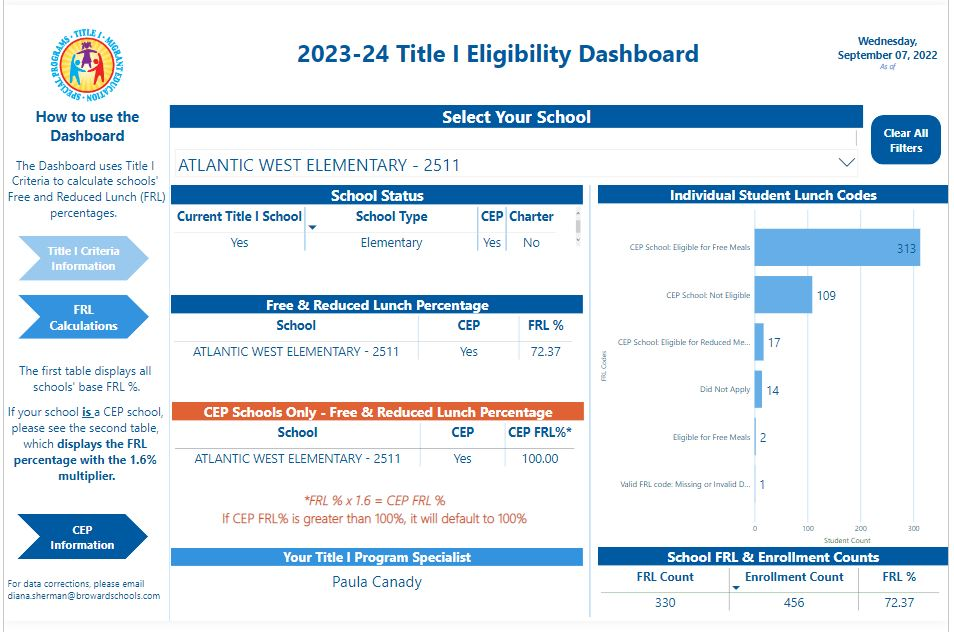 SPECIAL PROGRAMS · TITLE I · MIGRANT EDUCATION
2023-24 Title I Eligibility Dashboard
Wednesday,
September 07, 2022
As of
How to use the
Dashboard
The Dashboard uses Title I
Criteria to calculate schools'
Free and Reduced Lunch (FRL)
percentages.
Title I Criteria
Information
FRL
Calculations
The first table displays all
schools' base FRL %.
If your school is a CEP school,
please see the second table,
which displays the FRL
percentage with the 1.6%
multiplier.
CEP
Information
For data corrections, please email
diana.sherman@browardschools.com
Select Your School
Clear All
Filters
ATLANTIC WEST ELEMENTARY - 2511
School Status
Current Title I School School Type CEP Charter
Yes Elementary Yes No
Free & Reduced Lunch Percentage
School CEP FRL %
ATLANTIC WEST ELEMENTARY - 2511 Yes 72.37
CEP Schools Only - Free & Reduced Lunch Percentage
School CEP CEP FRL%*
ATLANTIC WEST ELEMENTARY - 2511 Yes 100.00
*FRL % x 1.6 = CEP FRL %
If CEP FRL% is greater than 100%, it will default to 100%
Your Title I Program Specialist
Paula Canady
Individual Student Lunch Codes
FRL Codes
CEP School: Eligible for Free Meals 313
CEP School: Not Eligible 109
CEP School: Eligible for Reduced Me... 17
Did Not Apply 14
Eligible for Free Meals 2
Valid FRL code: Missing or Invalid D... 1
0 100 200 300
Student Count
School FRL & Enrollment Counts
FRL Count Enrollment Count FRL %
330 456 72.37